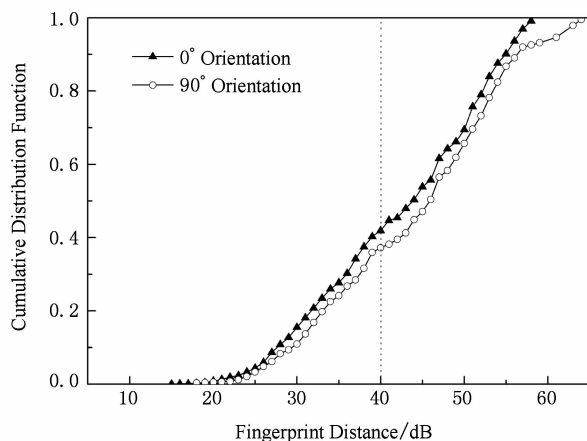 1.0
0° Orientation
90° Orientation
0.8
0.6
0.4
0.2
0.0
Cumulative Distribution Function
10 20 30 40 50 60
Fingerprint Distance/dB